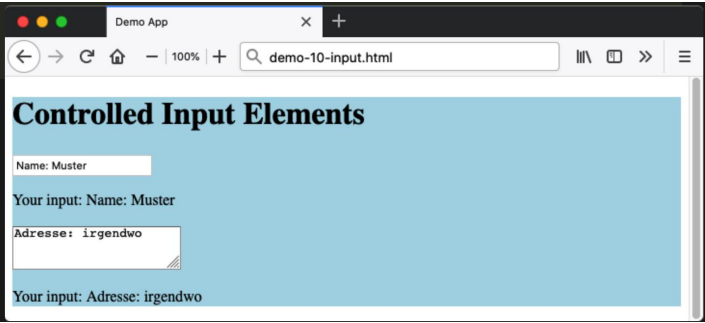 Demo App
100%
demo-10-input.html
Controlled Input Elements
Name: Muster
Your input: Name: Muster
Adresse: irgendwo
Your input: Adresse: irgendwo